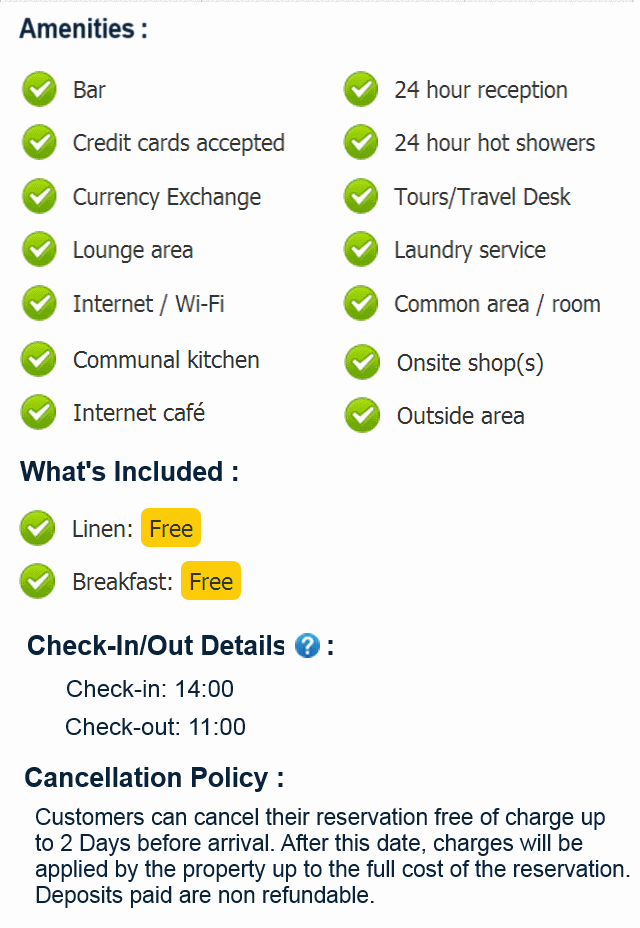 Amenities :
Bar
24 hour reception
Credit cards accepted
24 hour hot showers
Currency Exchange
Tours/Travel Desk
Lounge area
Laundry service
Internet / Wi-Fi
Common area / room
Communal kitchen
Onsite shop(s)
Internet café
Outside area
What's Included :
Linen: Free
Breakfast: Free
Check-In/Out Details ? :
Check-in: 14:00
Check-out: 11:00
Cancellation Policy :
Customers can cancel their reservation free of charge up
to 2 Days before arrival. After this date, charges will be
applied by the property up to the full cost of the reservation.
Deposits paid are non refundable.